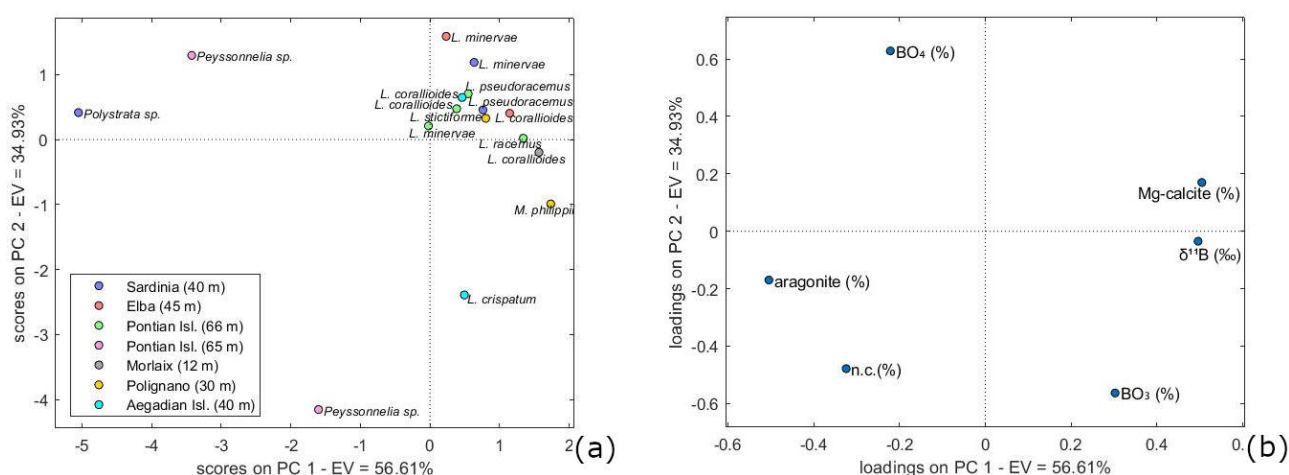 scores on PC 2 - EV = 34.93%
1
0
-1
-2
-3
-4
L. minervae
Peyssonnelia sp.
L. minervae
L. pseudoracemus
L. corallioides
L. pseudoracemus
L. corallioides
Polystrata sp.
L. stictiforme
L. corallioides
L. minervae
L. racemus
L. corallioides
M. philippii
L. crispatum
Peyssonnelia sp.
Sardinia (40 m)
Elba (45 m)
Pontian Isl. (66 m)
Pontian Isl. (65 m)
Morlaix (12 m)
Polignano (30 m)
Aegadian Isl. (40 m)
-5 -4 -3 -2 -1 0 1 2
scores on PC 1 - EV = 56.61%
(a)
loadings on PC 2 - EV = 34.93%
0.6
0.4
0.2
0
-0.2
-0.4
-0.6
BO₄ (%)
Mg-calcite (%)
δ¹¹B (‰)
aragonite (%)
n.c.(%)
BO₃ (%)
-0.6 -0.4 -0.2 0 0.2 0.4 0.
loadings on PC 1 - EV = 56.61%
(b)